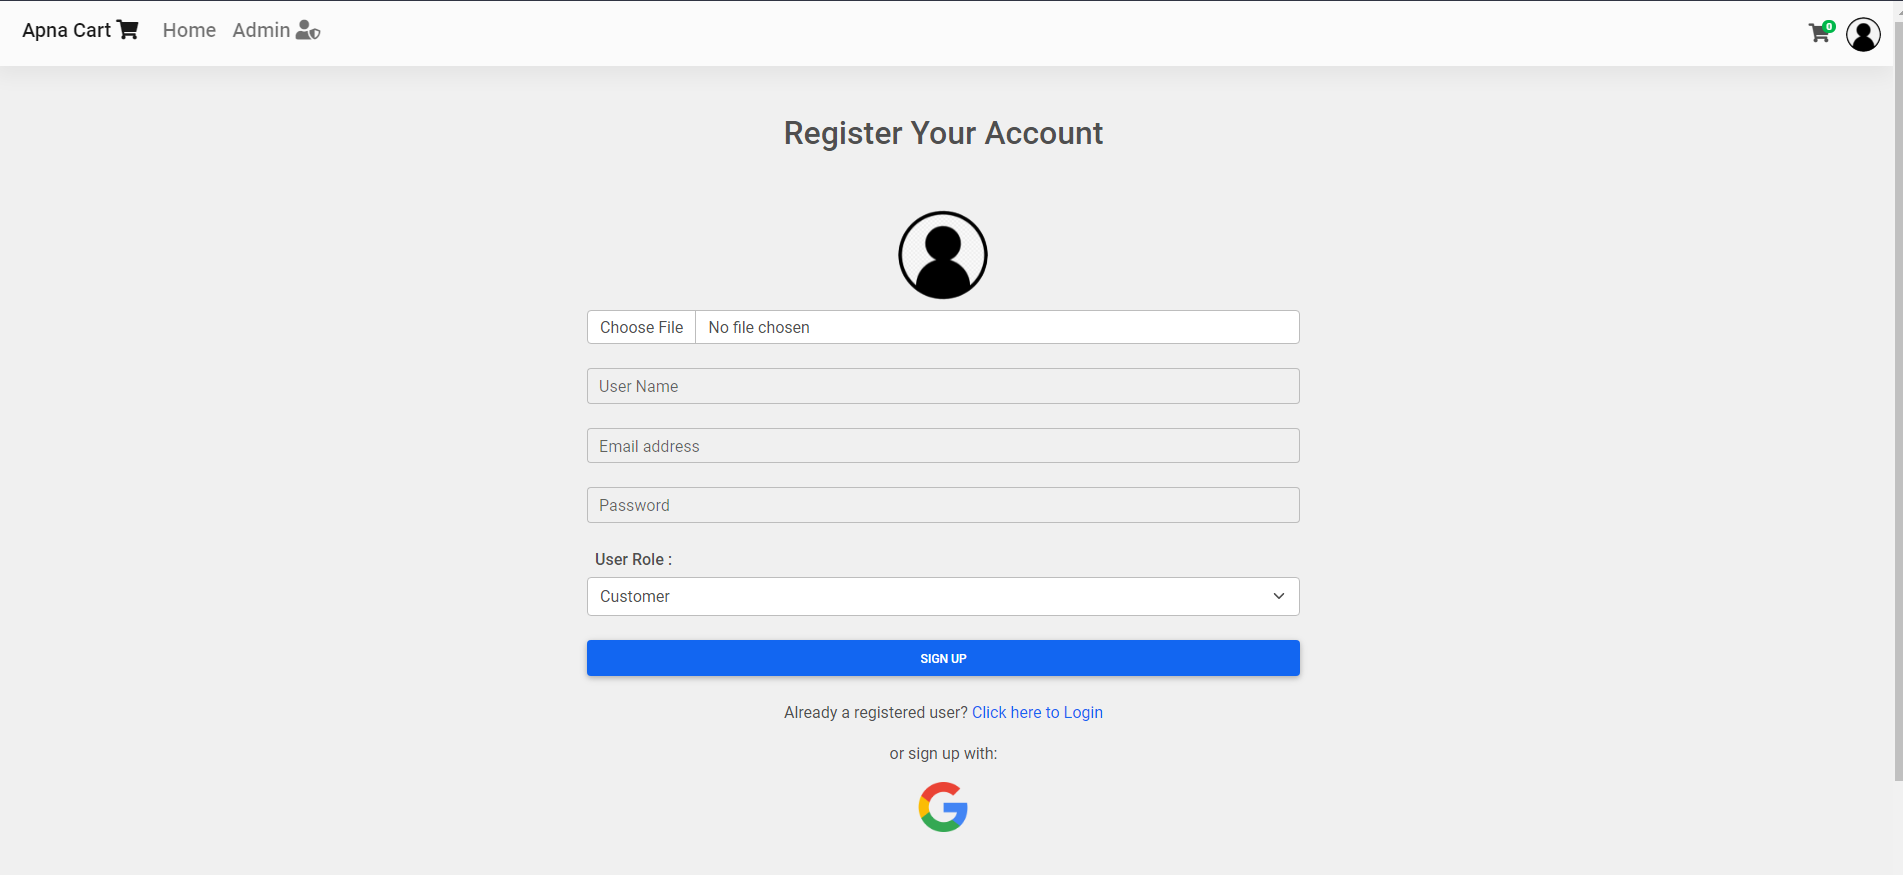 Apna Cart Home Admin 0
Register Your Account
Choose File No file chosen
User Name
Email address
Password
User Role :
Customer
SIGN UP
Already a registered user? Click here to Login
or sign up with:
G